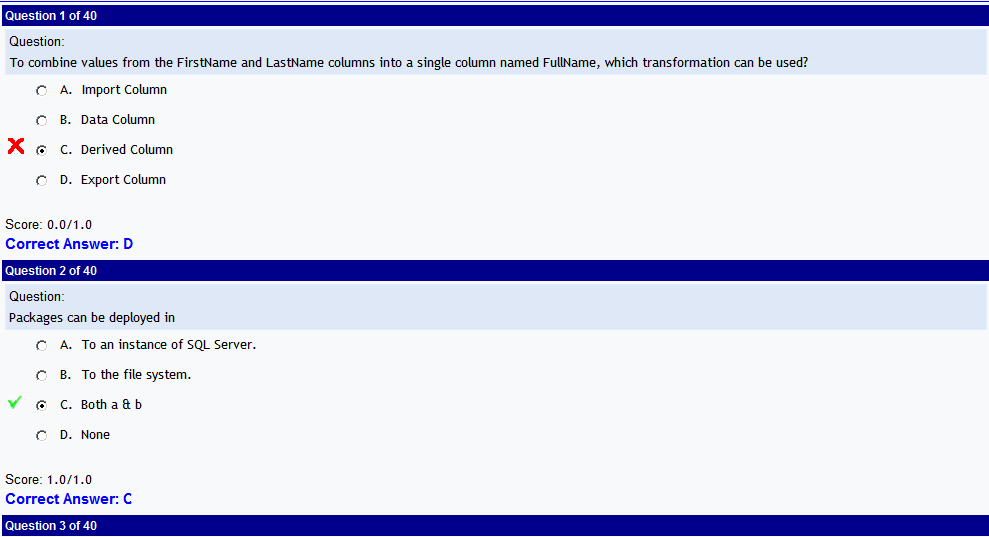 Question 1 of 40
Question:
To combine values from the FirstName and LastName columns into a single column named FullName, which transformation can be used?
A. Import Column
B. Data Column
C. Derived Column
D. Export Column
Score: 0.0/1.0
Correct Answer: D
Question 2 of 40
Question:
Packages can be deployed in
A. To an instance of SQL Server.
B. To the file system.
C. Both a & b
D. None
Score: 1.0/1.0
Correct Answer: C
Question 3 of 40